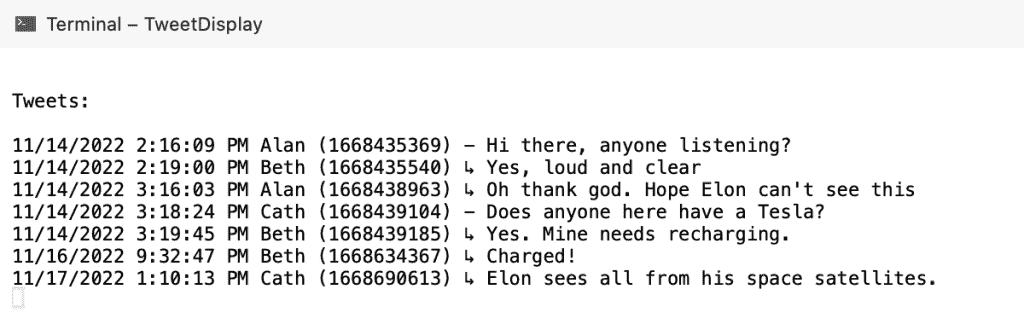 Terminal – TweetDisplay
Tweets:
11/14/2022 2:16:09 PM Alan (1668435369) – Hi there, anyone listening?
11/14/2022 2:19:00 PM Beth (1668435540) ↳ Yes, loud and clear
11/14/2022 3:16:03 PM Alan (1668438963) ↳ Oh thank god. Hope Elon can't see this
11/14/2022 3:18:24 PM Cath (1668439104) – Does anyone here have a Tesla?
11/14/2022 3:19:45 PM Beth (1668439185) ↳ Yes. Mine needs recharging.
11/16/2022 9:32:47 PM Beth (1668634367) ↳ Charged!
11/17/2022 1:10:13 PM Cath (1668690613) ↳ Elon sees all from his space satellites.